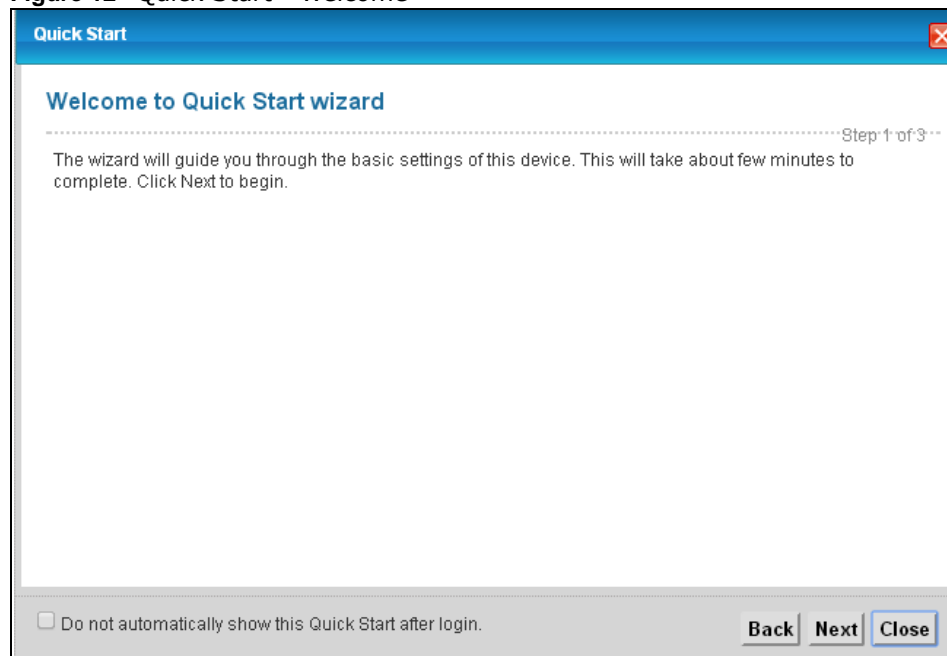 Quick Start
Welcome to Quick Start wizard
Step 1 of 3
The wizard will guide you through the basic settings of this device. This will take about few minutes to
complete. Click Next to begin.
Do not automatically show this Quick Start after login.
Back Next Close